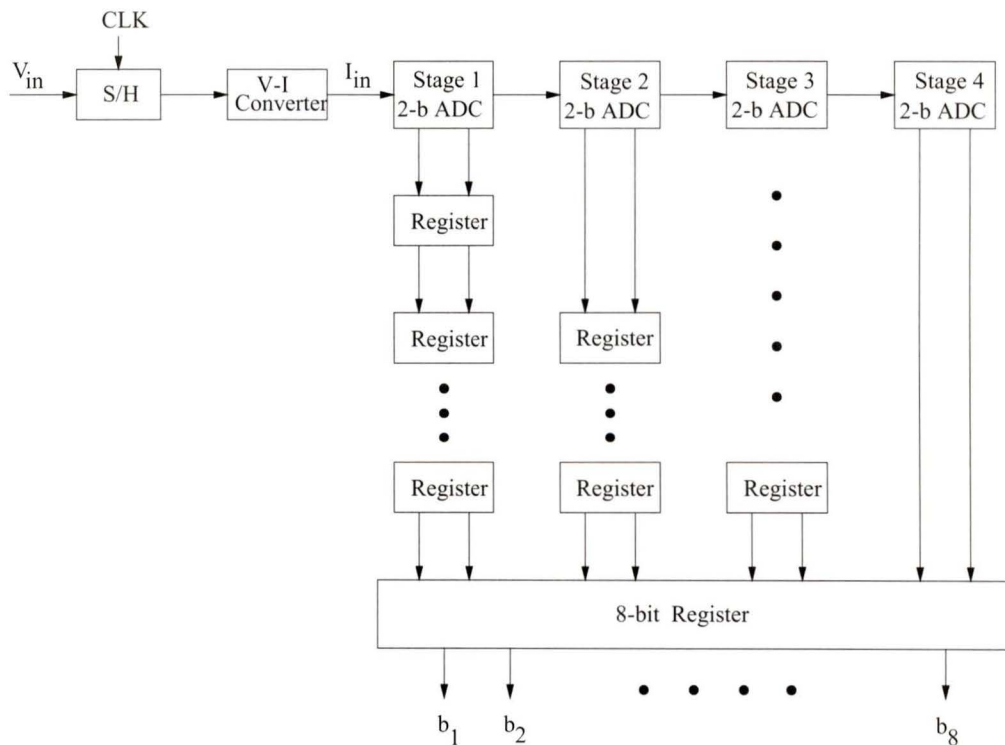 CLK
V_in
S/H
V-I
Converter
I_in
Stage 1
2-b ADC
Stage 2
2-b ADC
Stage 3
2-b ADC
Stage 4
2-b ADC
Register
Register
Register
Register
Register
Register
8-bit Register
b_1
b_2
b_8